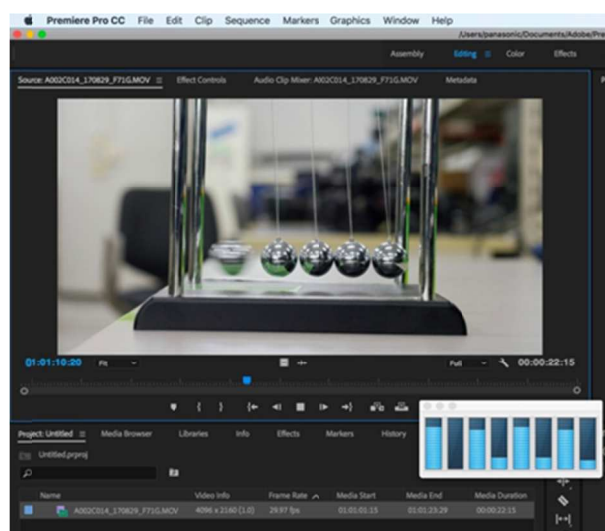 Premiere Pro CC File Edit Clip Sequence Markers Graphics Window Help
/Users/panasonic/Documents/Adobe/Pre
Assembly Editing Color Effects
Source: A002C014_170829_F71G.MOV Effect Controls Audio Clip Mixer: A002C014_170829_F71G.MOV Metadata
01:01:10:20 Fit Full 00:00:22:15
Project: Untitled Media Browser Libraries Info Effects Markers History
Untitled.prproj
Name Video Info Frame Rate Media Start Media End Media Duration
A002C014_170829_F71G.MOV 4096 x 2160 (1.0) 29.97 fps 01:01:01:15 01:01:23:29 00:00:22:15